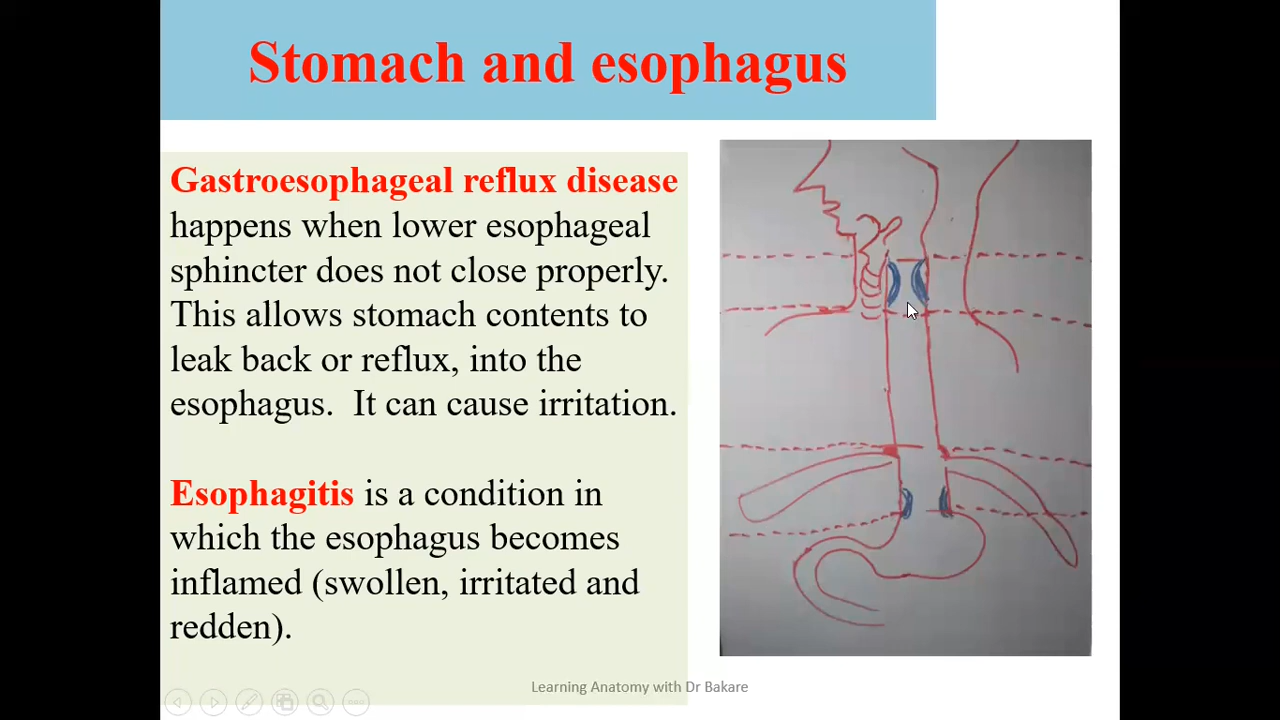 Stomach and esophagus
Gastroesophageal reflux disease
happens when lower esophageal
sphincter does not close properly.
This allows stomach contents to
leak back or reflux, into the
esophagus. It can cause irritation.
Esophagitis is a condition in
which the esophagus becomes
inflamed (swollen, irritated and
redden).
Learning Anatomy with Dr Bakare